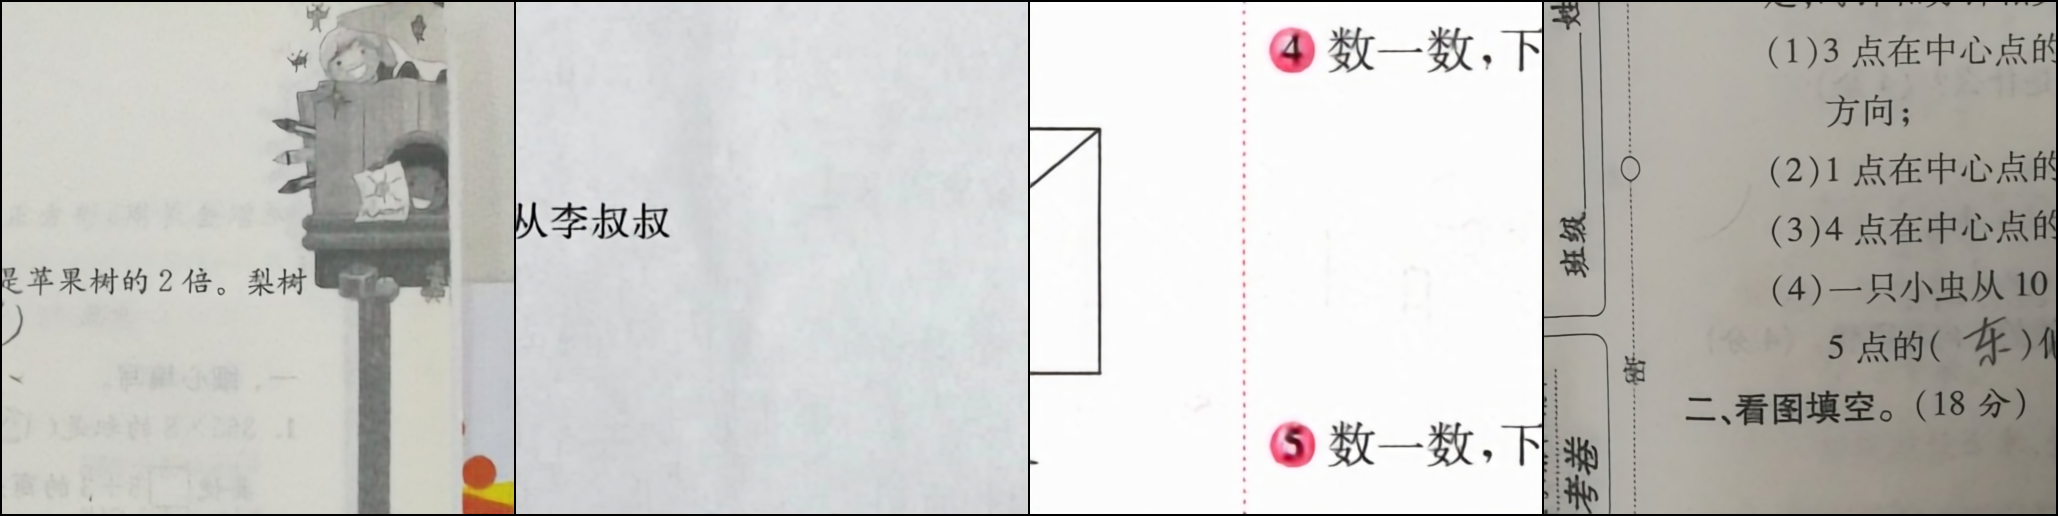 是苹果树的2倍。梨树
从李叔叔
4 数一数,下
5 数一数,下
(1)3 点在中心点的
方向;
(2)1 点在中心点的
(3)4 点在中心点的
(4)一只小虫从 10
5 点的( 东 )
二、看图填空。(18 分)
姓
班级
密
考卷